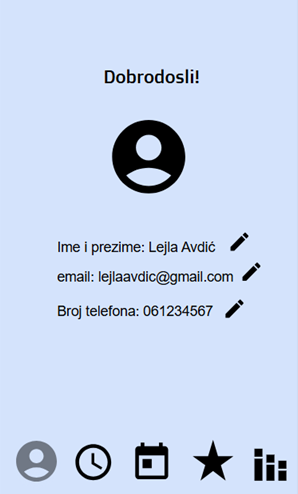 Dobrodosli!
Ime i prezime: Lejla Avdić
email: lejlaavdic@gmail.com
Broj telefona: 061234567